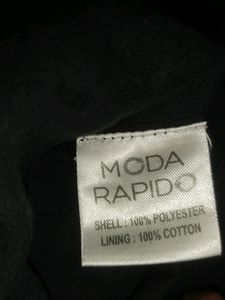 MODA
RAPIDO
SHELL : 100% POLYESTER
LINING : 100% COTTON